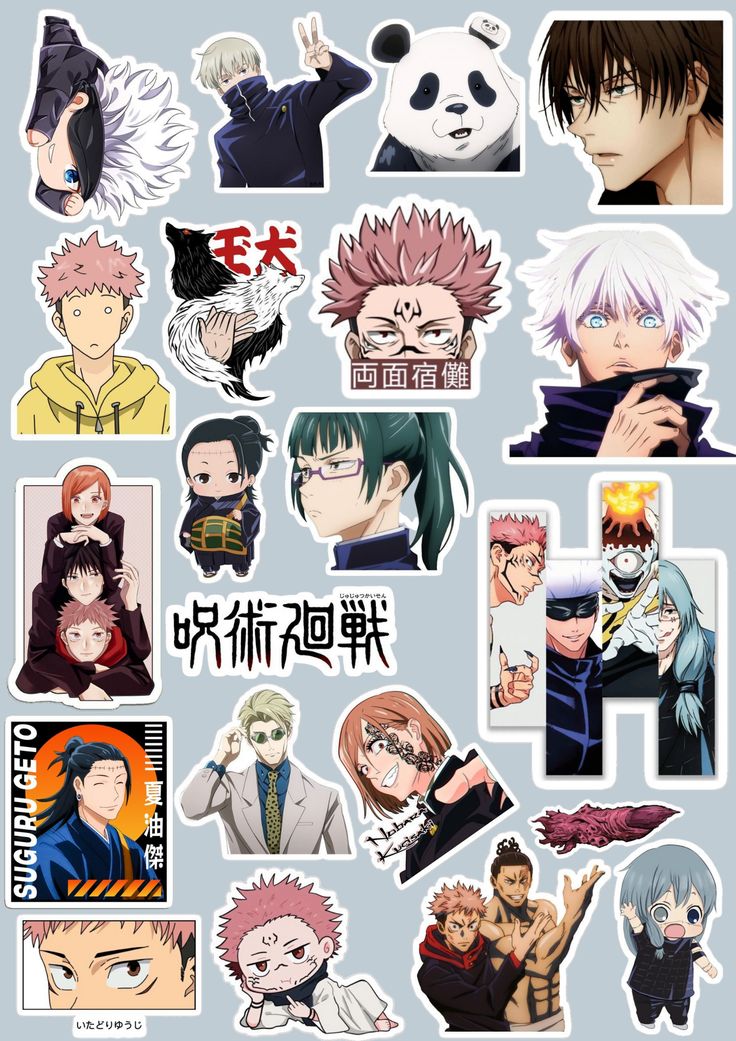 玉犬
両面宿儺
じゅじゅつかいせん
呪術廻戦
SUGURU GETO
夏油傑
Nobara
Kugisaki
いたどりゆうじ